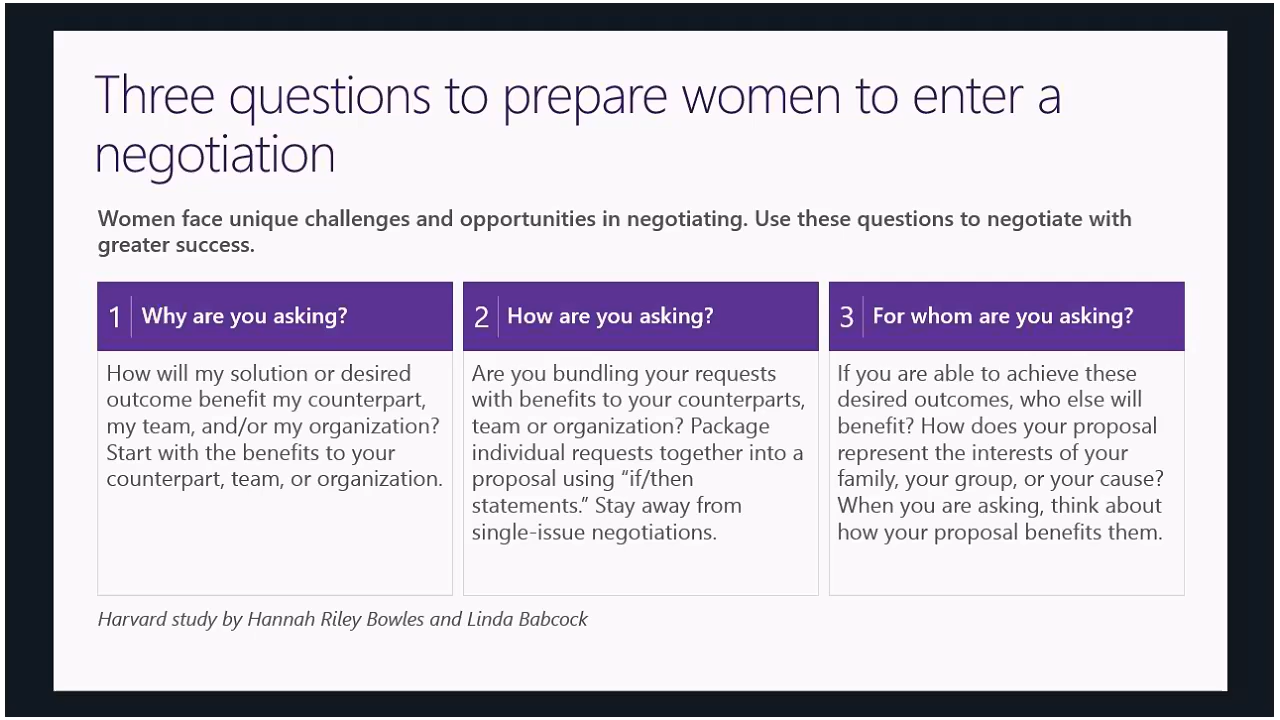 Three questions to prepare women to enter a
negotiation
Women face unique challenges and opportunities in negotiating. Use these questions to negotiate with
greater success.
1 Why are you asking?
How will my solution or desired
outcome benefit my counterpart,
my team, and/or my organization?
Start with the benefits to your
counterpart, team, or organization.
2 How are you asking?
Are you bundling your requests
with benefits to your counterparts,
team or organization? Package
individual requests together into a
proposal using “if/then
statements.” Stay away from
single-issue negotiations.
3 For whom are you asking?
If you are able to achieve these
desired outcomes, who else will
benefit? How does your proposal
represent the interests of your
family, your group, or your cause?
When you are asking, think about
how your proposal benefits them.
Harvard study by Hannah Riley Bowles and Linda Babcock